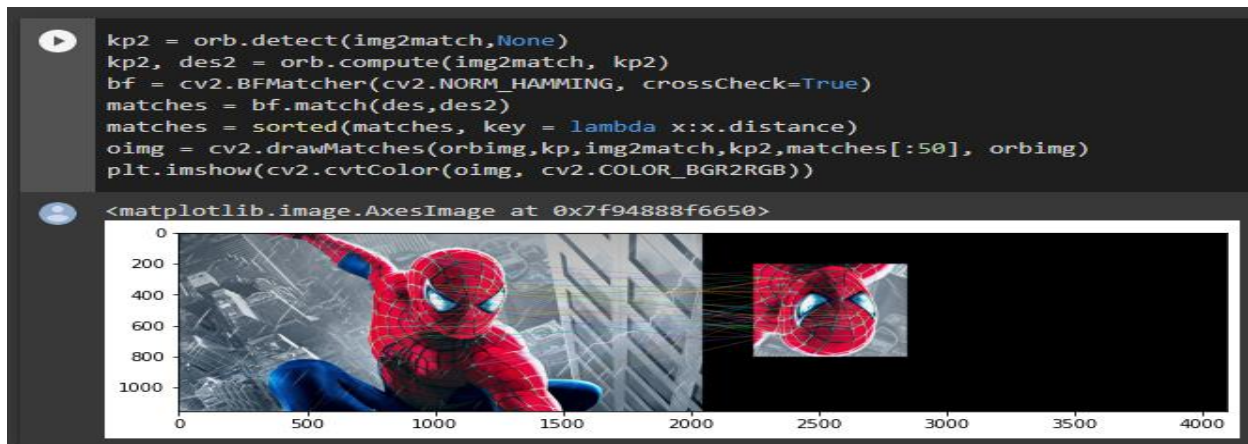 kp2 = orb.detect(img2match,None)
kp2, des2 = orb.compute(img2match, kp2)
bf = cv2.BFMatcher(cv2.NORM_HAMMING, crossCheck=True)
matches = bf.match(des,des2)
matches = sorted(matches, key = lambda x:x.distance)
oimg = cv2.drawMatches(orbimg,kp,img2match,kp2,matches[:50], orbimg)
plt.imshow(cv2.cvtColor(oimg, cv2.COLOR_BGR2RGB))
<matplotlib.image.AxesImage at 0x7f94888f6650>
0
200
400
600
800
1000
0 500 1000 1500 2000 2500 3000 3500 4000